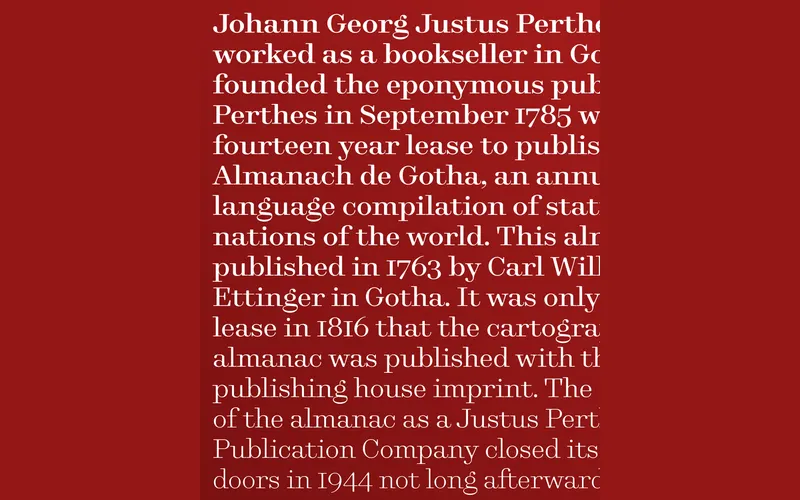 Johann Georg Justus Perthe
worked as a bookseller in Go
founded the eponymous pub
Perthes in September 1785 w
fourteen year lease to publis
Almanach de Gotha, an annu
language compilation of stat
nations of the world. This alm
published in 1763 by Carl Will
Ettinger in Gotha. It was only
lease in 1816 that the cartogra
almanac was published with th
publishing house imprint. The
of the almanac as a Justus Perth
Publication Company closed its
doors in 1944 not long afterward